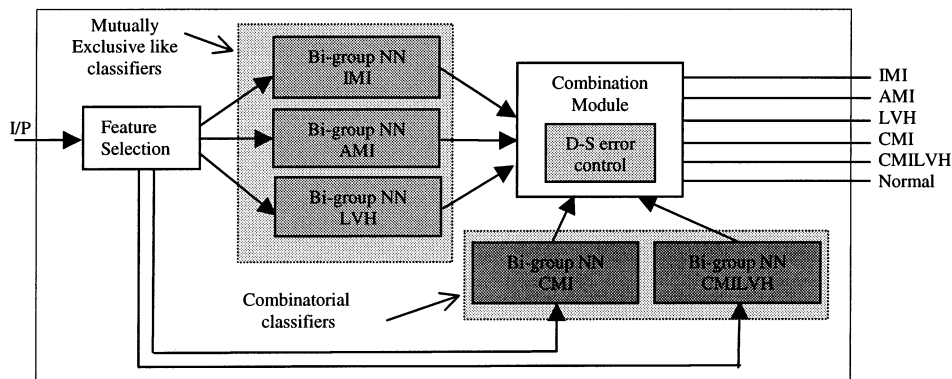 Mutually
Exclusive like
classifiers
Bi-group NN
IMI
Bi-group NN
AMI
Bi-group NN
LVH
I/P
Feature
Selection
Combination
Module
D-S error
control
IMI
AMI
LVH
CMI
CMILVH
Normal
Bi-group NN
CMI
Bi-group NN
CMILVH
Combinatorial
classifiers